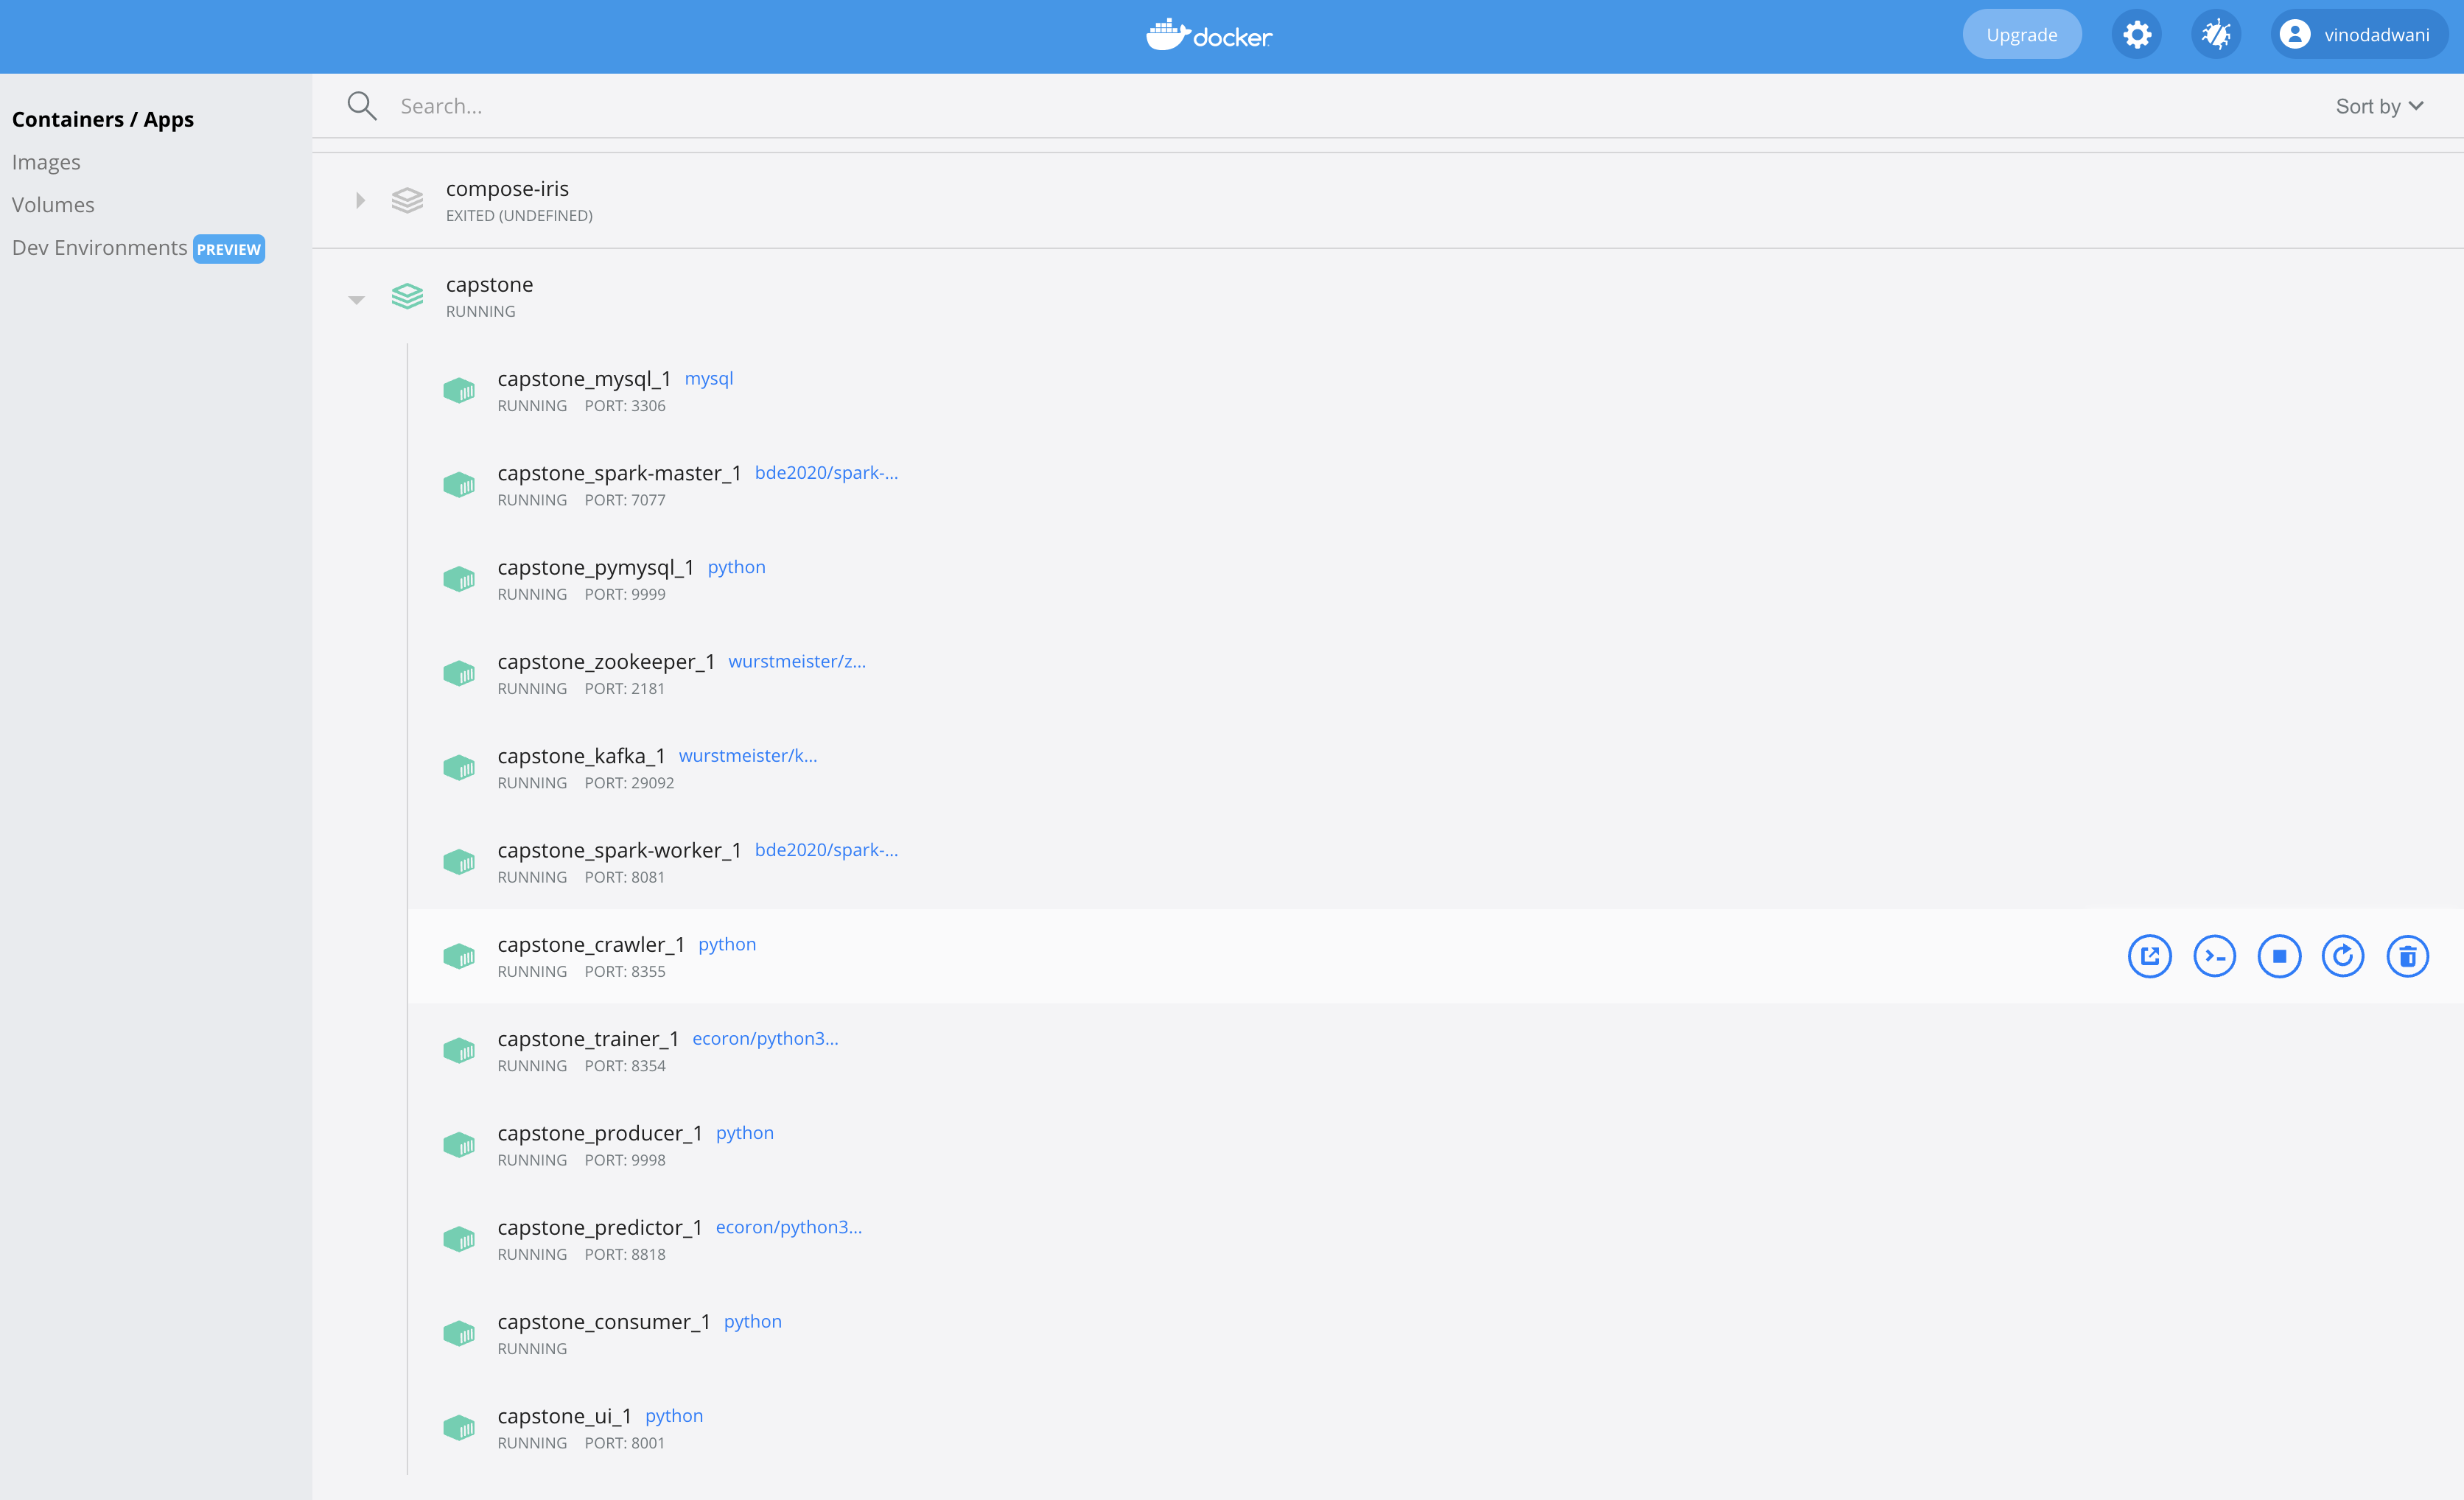 docker
Upgrade
vinodadwani
Containers / Apps
Images
Volumes
Dev Environments PREVIEW
Search...
Sort by
compose-iris
EXITED (UNDEFINED)
capstone
RUNNING
capstone_mysql_1 mysql
RUNNING PORT: 3306
capstone_spark-master_1 bde2020/spark-...
RUNNING PORT: 7077
capstone_pymysql_1 python
RUNNING PORT: 9999
capstone_zookeeper_1 wurstmeister/z...
RUNNING PORT: 2181
capstone_kafka_1 wurstmeister/k...
RUNNING PORT: 29092
capstone_spark-worker_1 bde2020/spark-...
RUNNING PORT: 8081
capstone_crawler_1 python
RUNNING PORT: 8355
capstone_trainer_1 ecoron/python3...
RUNNING PORT: 8354
capstone_producer_1 python
RUNNING PORT: 9998
capstone_predictor_1 ecoron/python3...
RUNNING PORT: 8818
capstone_consumer_1 python
RUNNING
capstone_ui_1 python
RUNNING PORT: 8001